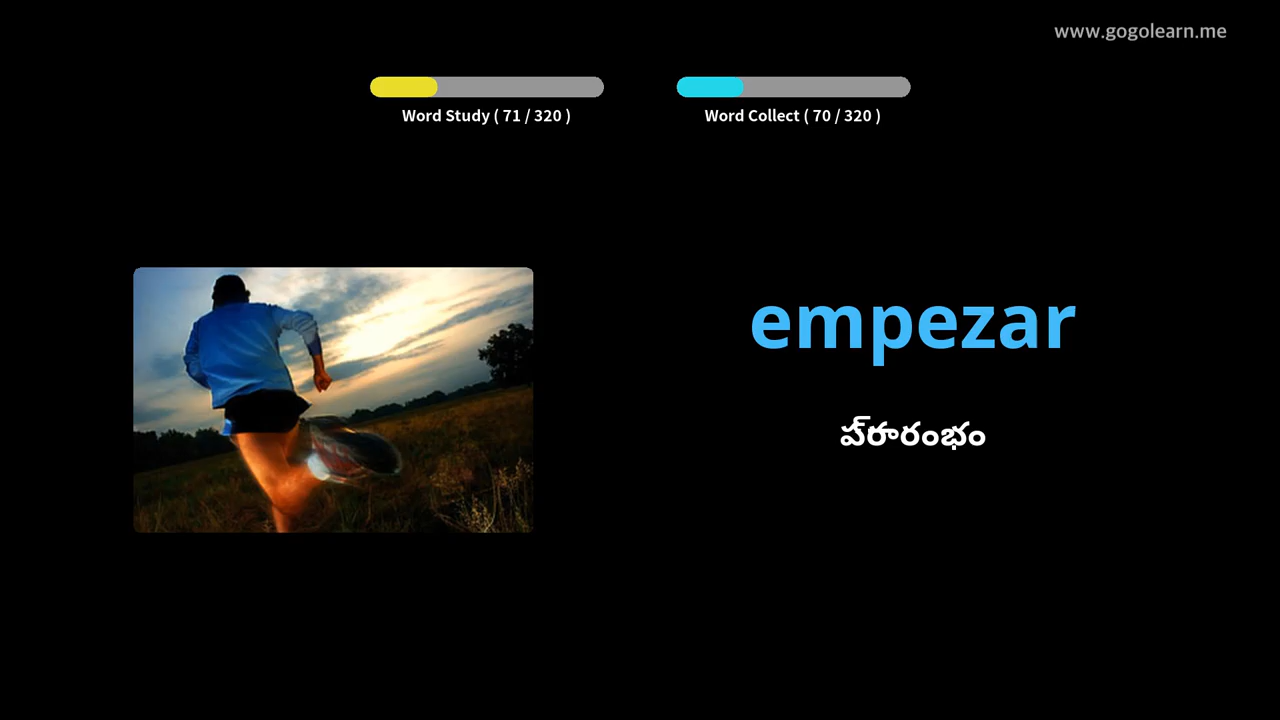 www.gogolearn.me
Word Study ( 71 / 320 )
Word Collect ( 70 / 320 )
empezar
ప్రారంభం